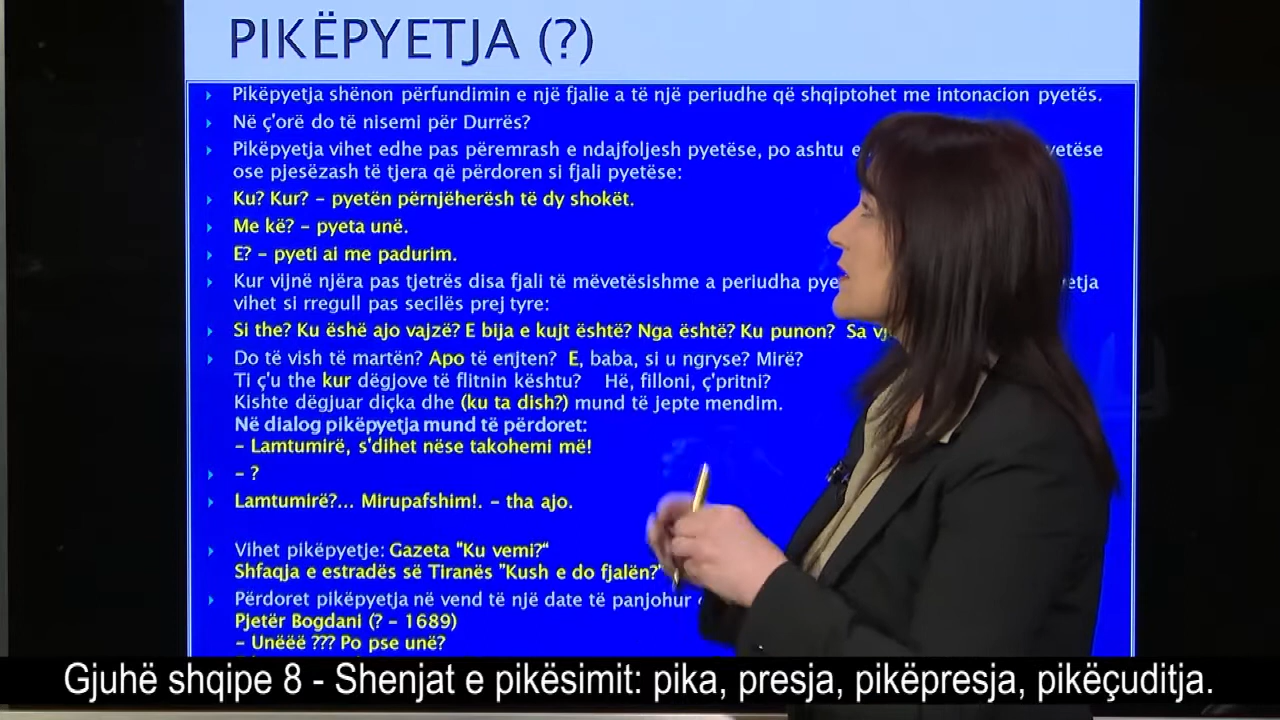 PIKËPYETJA (?)
Pikëpyetja shënon përfundimin e një fjalie a të një periudhe që shqiptohet me intonacion pyetës.
Në ç'orë do të nisemi për Durrës?
Pikëpyetja vihet edhe pas përemrash e ndajfoljesh pyetëse, po ashtu
ose pjesëzash të tjera që përdoren si fjali pyetëse:
Ku? Kur? – pyetën përnjëherësh të dy shokët.
Me kë? – pyeta unë.
E? – pyeti ai me padurim.
Kur vijnë njëra pas tjetrës disa fjali të mëvetësishme a periudha
vihet si rregull pas secilës prej tyre:
Si the? Ku ëshë ajo vajzë? E bija e kujt është? Nga është? Ku punon? Sa
Do të vish të martën? Apo të enjten? E, baba, si u ngryse? Mirë?
Ti ç'u the kur dëgjove të flitnin kështu? Hë, filloni, ç'pritni?
Kishte dëgjuar diçka dhe (ku ta dish?) mund të jepte mendim.
Në dialog pikëpyetja mund të përdoret:
– Lamtumirë, s'dihet nëse takohemi më!
– ?
Lamtumirë?... Mirupafshim!. – tha ajo.
Vihet pikëpyetje: Gazeta "Ku vemi?"
Shfaqja e estradës së Tiranës "Kush e do fjalën?"
Përdoret pikëpyetja në vend të një date të panjohur
Pjetër Bogdani (? – 1689)
– Unëëë ??? Po pse unë?
Gjuhë shqipe 8 - Shenjat e pikësimit: pika, presja, pikëpresja, pikëçuditja.